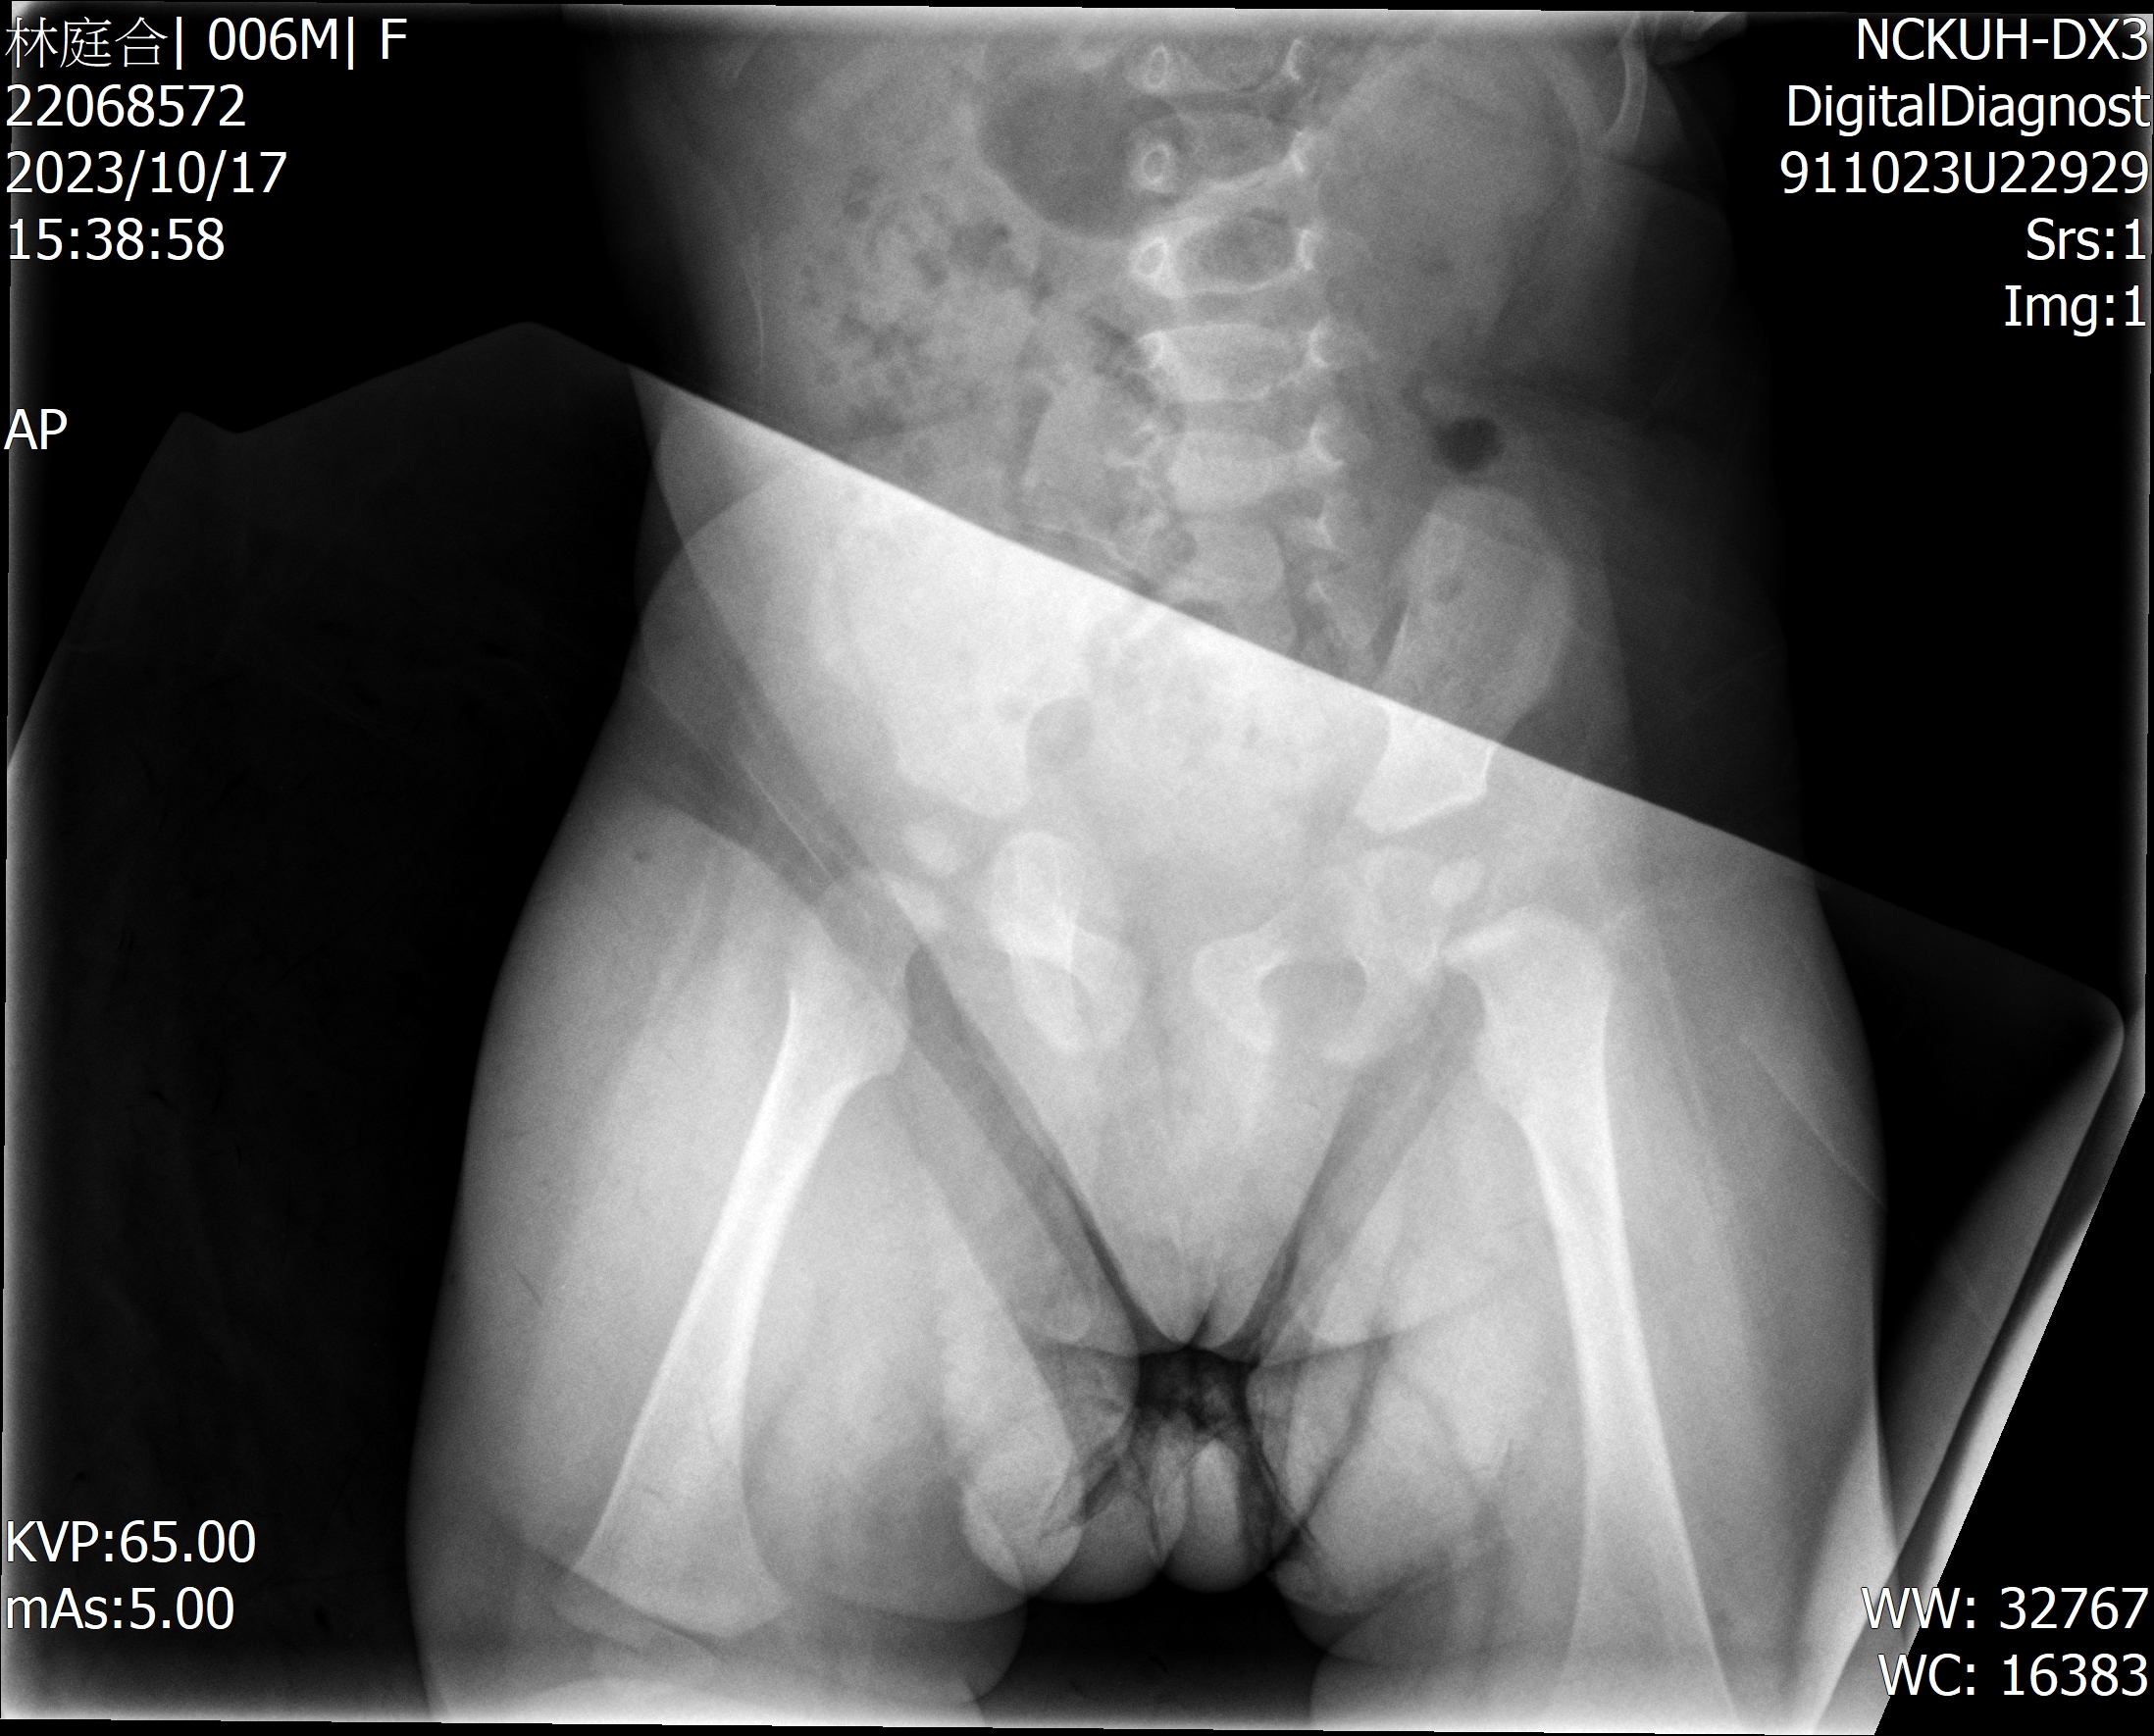 林庭合| 006M| F
22068572
2023/10/17
15:38:58
AP
NCKUH-DX3
DigitalDiagnost
911023U22929
Srs:1
Img:1
KVP:65.00
mAs:5.00
WW: 32767
WC: 16383